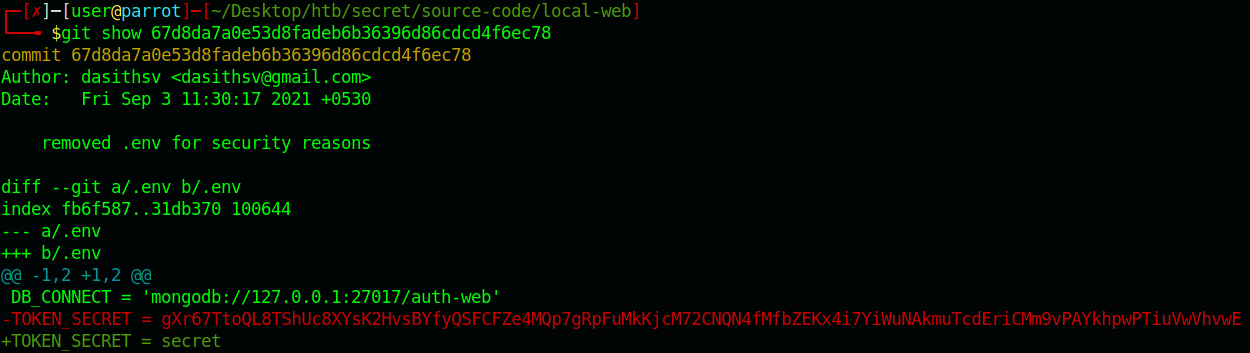 ┌─[✗]─[user@parrot]─[~/Desktop/htb/secret/source-code/local-web]
└──╼ $git show 67d8da7a0e53d8fadeb6b36396d86cdcd4f6ec78
commit 67d8da7a0e53d8fadeb6b36396d86cdcd4f6ec78
Author: dasithsv <dasithsv@gmail.com>
Date:   Fri Sep 3 11:30:17 2021 +0530
    removed .env for security reasons
diff --git a/.env b/.env
index fb6f587..31db370 100644
--- a/.env
+++ b/.env
@@ -1,2 +1,2 @@
 DB_CONNECT = 'mongodb://127.0.0.1:27017/auth-web'
-TOKEN_SECRET = gXr67TtoQL8TShUc8XYsK2HvsBYfyQSFCFZe4MQp7gRpFuMkKjcM72CNQN4fMfbZEKx4i7YiWuNAkmuTcdEriCMm9vPAYkhpwPTiuVwVhvwE
+TOKEN_SECRET = secret